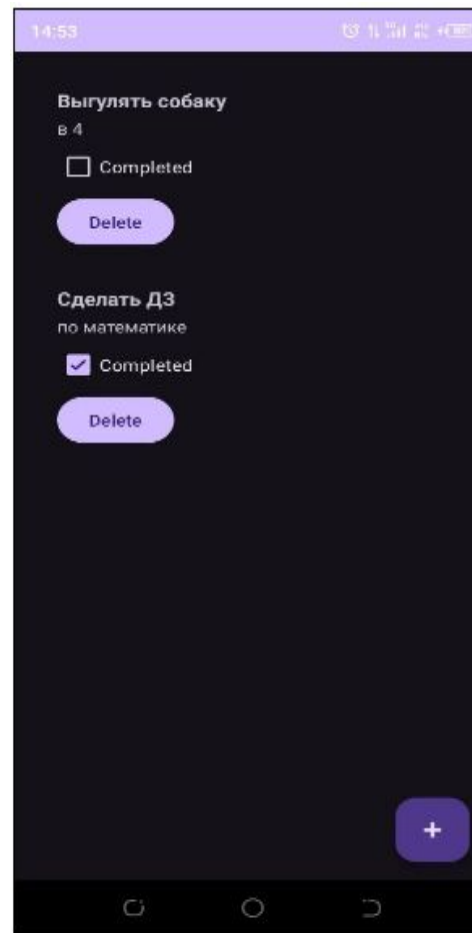 14:53
Выгулять собаку
в 4
Completed
Delete
Сделать ДЗ
по математике
Completed
Delete
+